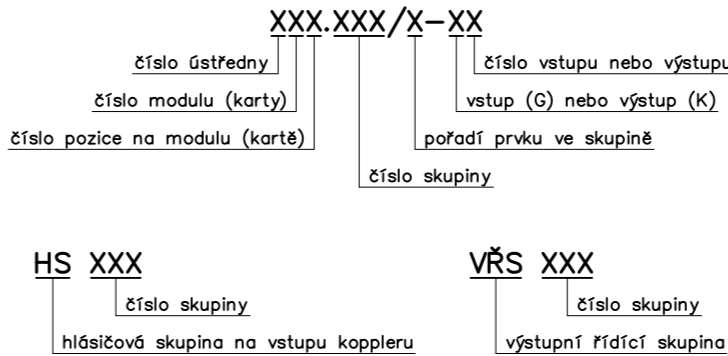 XXX.XXX/X-XX
číslo ústředny číslo vstupu nebo výstupu
číslo modulu (karty) vstup (G) nebo výstup (K)
číslo pozice na modulu (kartě) pořadí prvku ve skupině
číslo skupiny
HS XXX VŘS XXX
číslo skupiny číslo skupiny
hlásičová skupina na vstupu koppleru výstupní řídící skupina